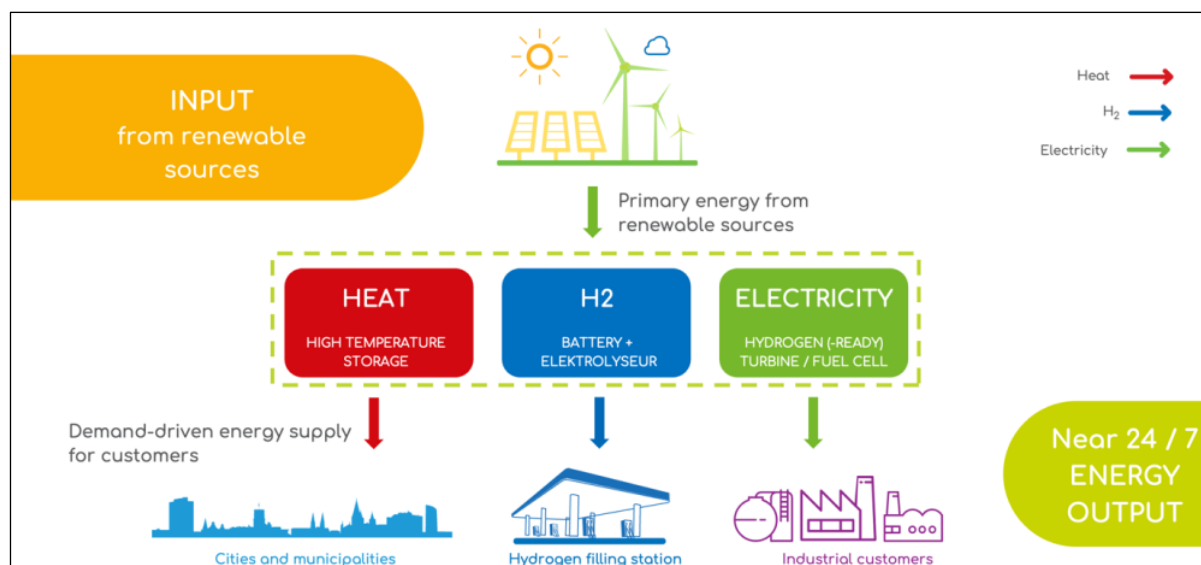 INPUT
from renewable
sources
Heat
H₂
Electricity
Primary energy from
renewable sources
HEAT
HIGH TEMPERATURE
STORAGE
H2
BATTERY +
ELEKTROLYSEUR
ELECTRICITY
HYDROGEN (-READY)
TURBINE / FUEL CELL
Demand-driven energy supply
for customers
Near 24 / 7
ENERGY
OUTPUT
Cities and municipalities
Hydrogen filling station
Industrial customers